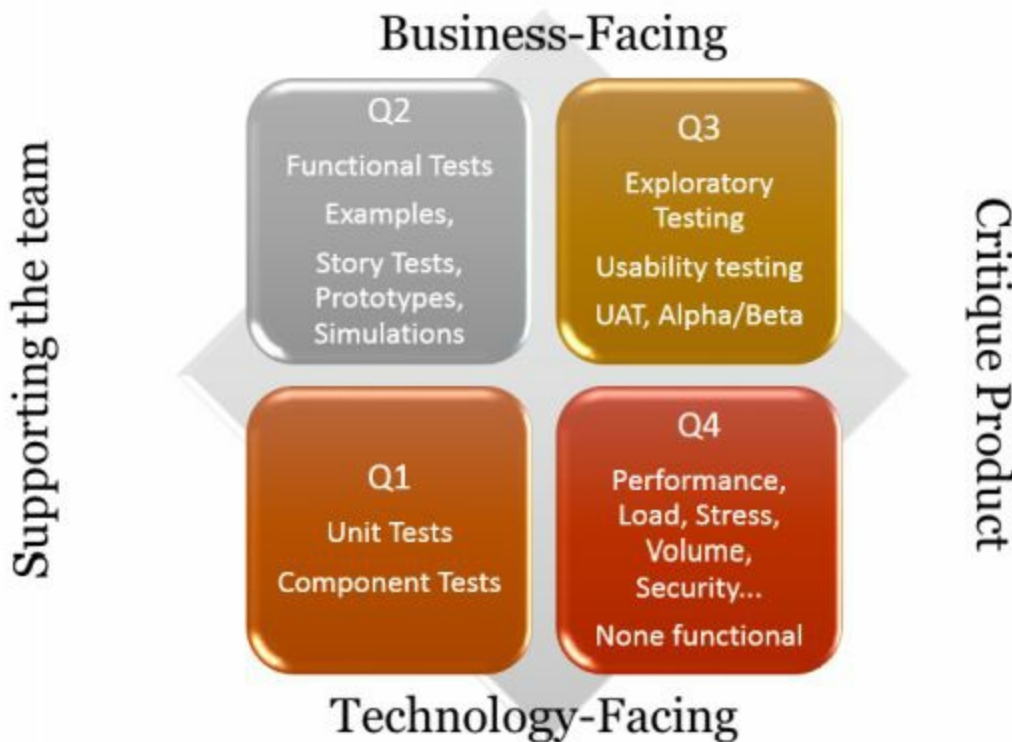 Business-Facing
Supporting the team
Q2
Functional Tests
Examples,
Story Tests,
Prototypes,
Simulations
Q3
Exploratory
Testing
Usability testing
UAT, Alpha/Beta
Critique Product
Q1
Unit Tests
Component Tests
Q4
Performance,
Load, Stress,
Volume,
Security...
None functional
Technology-Facing